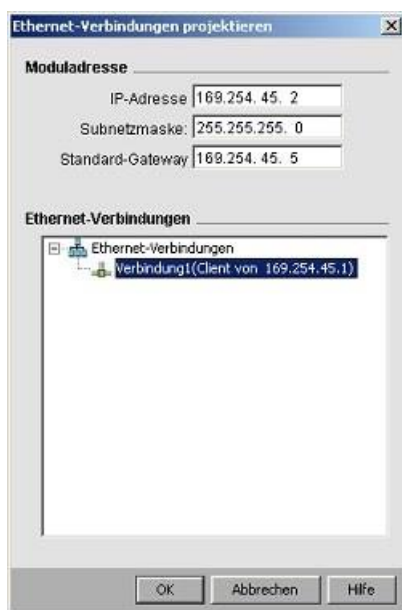 Ethernet-Verbindungen projektieren
Moduladresse
IP-Adresse 169.254. 45. 2
Subnetzmaske: 255.255.255. 0
Standard-Gateway 169.254. 45. 5
Ethernet-Verbindungen
Ethernet-Verbindungen
Verbindung1(Client von 169.254.45.1)
OK Abbrechen Hilfe